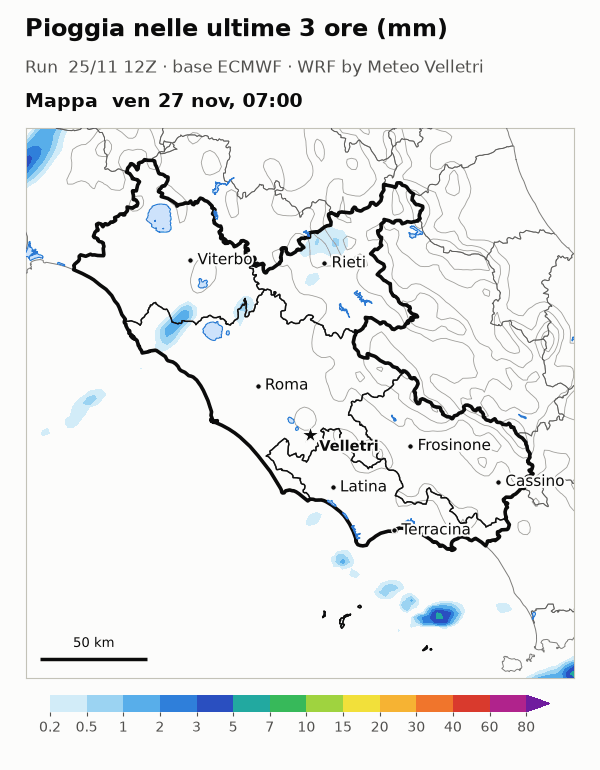 Pioggia nelle ultime 3 ore (mm)
Run  25/11 12Z · base ECMWF · WRF by Meteo Velletri
Mappa  ven 27 nov, 07:00
Viterbo
Rieti
Roma
Velletri
Frosinone
Cassino
Latina
Terracina
50 km
0.2 0.5 1 2 3 5 7 10 15 20 30 40 60 80